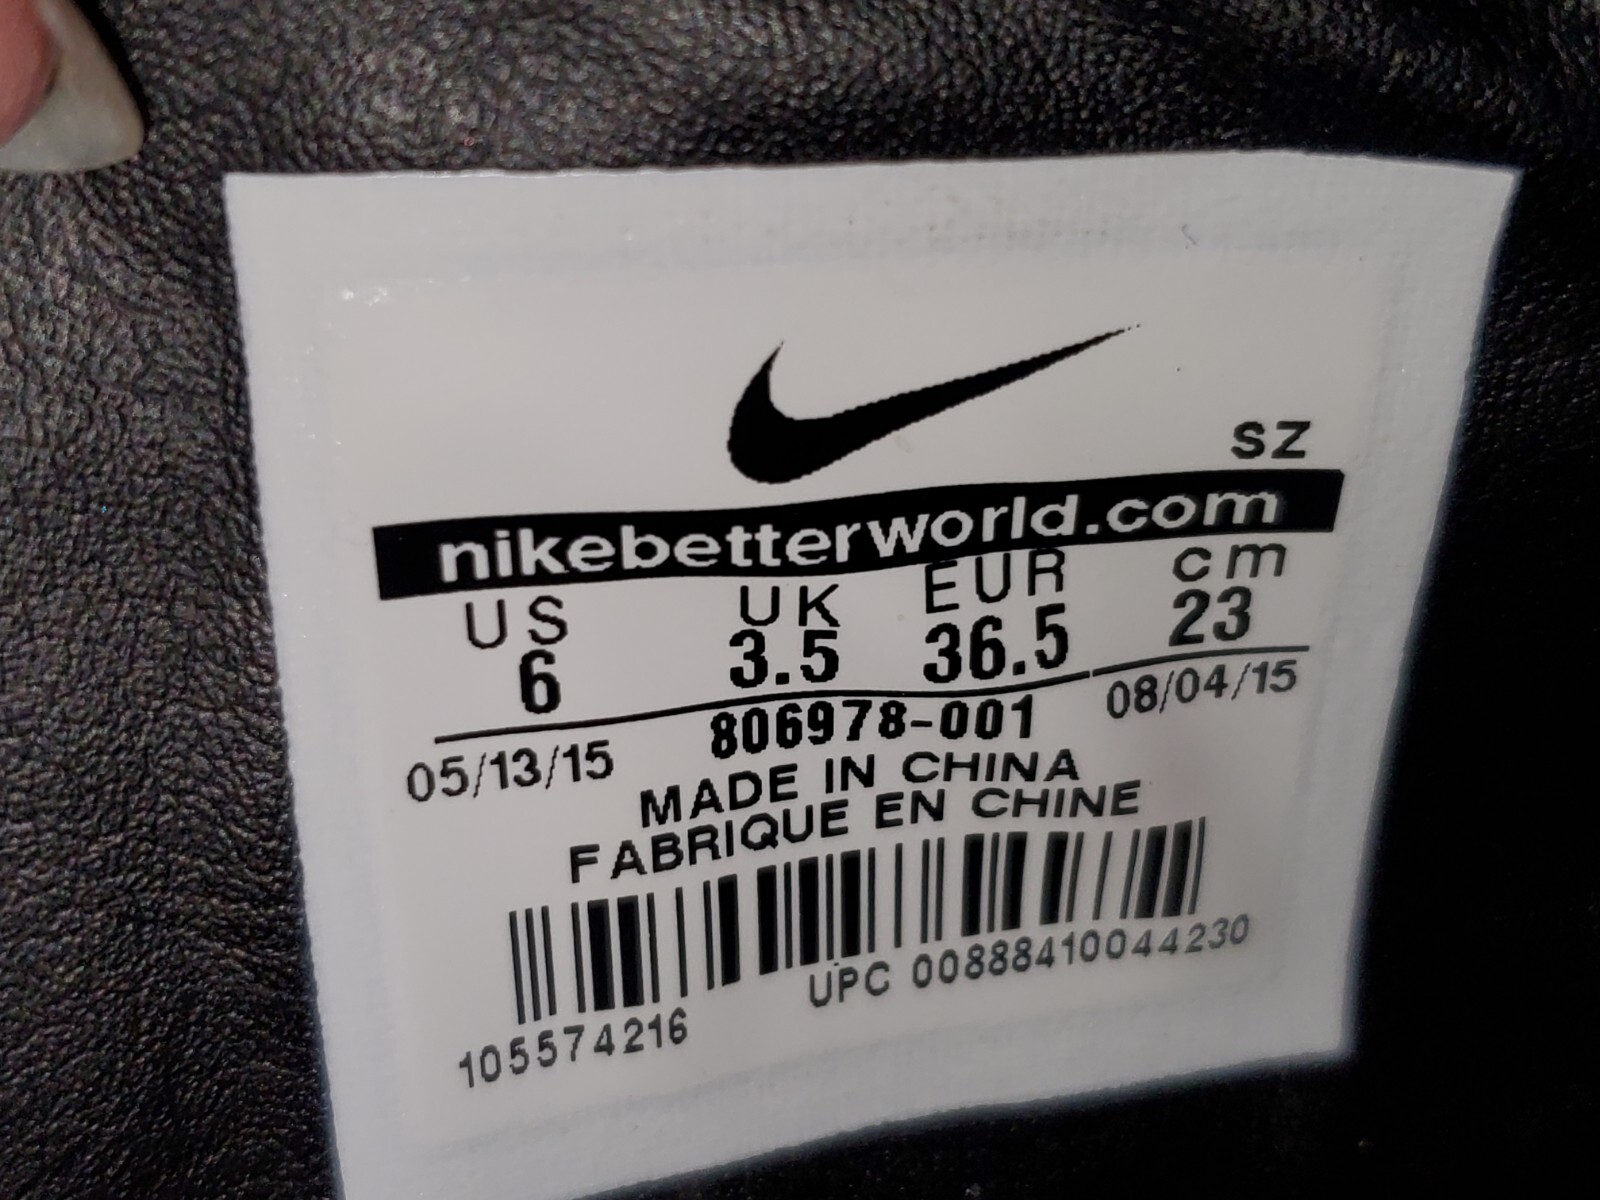 SZ
nikebetterworld.com
US UK EUR cm
6 3.5 36.5 23
05/13/15 806978-001 08/04/15
MADE IN CHINA
FABRIQUE EN CHINE
UPC 00888410044230
105574216